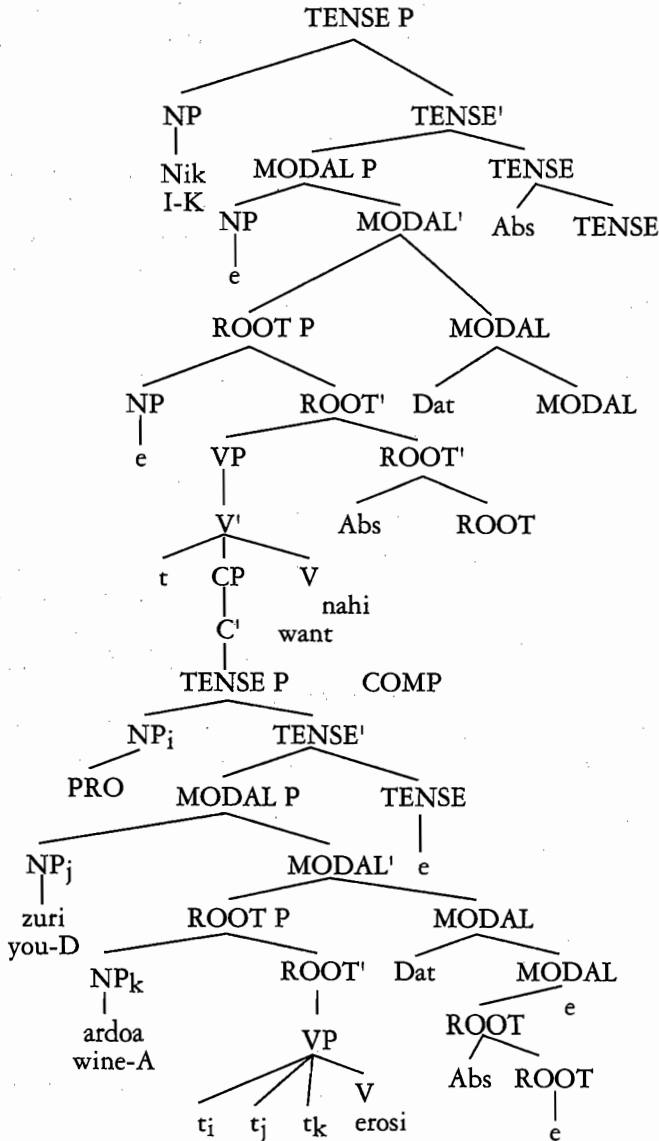 TENSE P
NP TENSE'
Nik MODAL P TENSE
I-K NP MODAL' Abs TENSE
e
ROOT P MODAL
NP ROOT' Dat MODAL
e VP ROOT'
V' Abs ROOT
t CP V
nahi
C' want
TENSE P COMP
NPi TENSE'
PRO MODAL P TENSE
NPj MODAL' e
zuri ROOT P MODAL
you-D
NPk ROOT' Dat MODAL
ardoa ROOT e
wine-A VP
Abs ROOT
V
ti tj tk erosi e